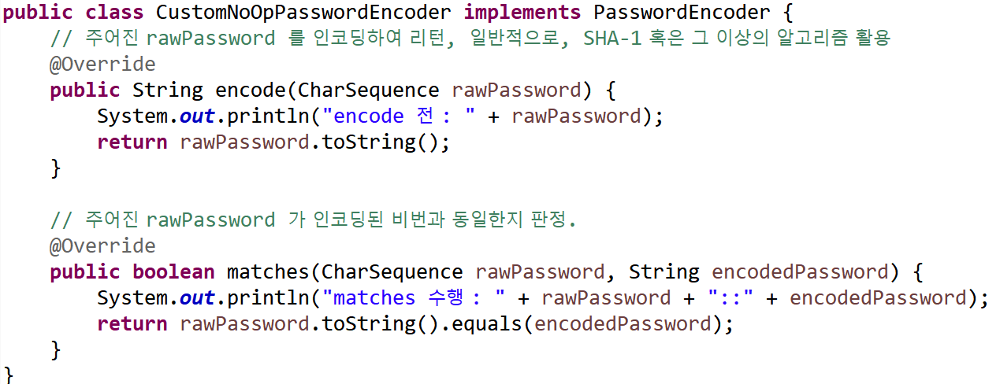 public class CustomNoOpPasswordEncoder implements PasswordEncoder {
    // 주어진 rawPassword 를 인코딩하여 리턴, 일반적으로, SHA-1 혹은 그 이상의 알고리즘 활용
    @Override
    public String encode(CharSequence rawPassword) {
        System.out.println("encode 전 : " + rawPassword);
        return rawPassword.toString();
    }

    // 주어진 rawPassword 가 인코딩된 비번과 동일한지 판정.
    @Override
    public boolean matches(CharSequence rawPassword, String encodedPassword) {
        System.out.println("matches 수행 : " + rawPassword + "::" + encodedPassword);
        return rawPassword.toString().equals(encodedPassword);
    }
}